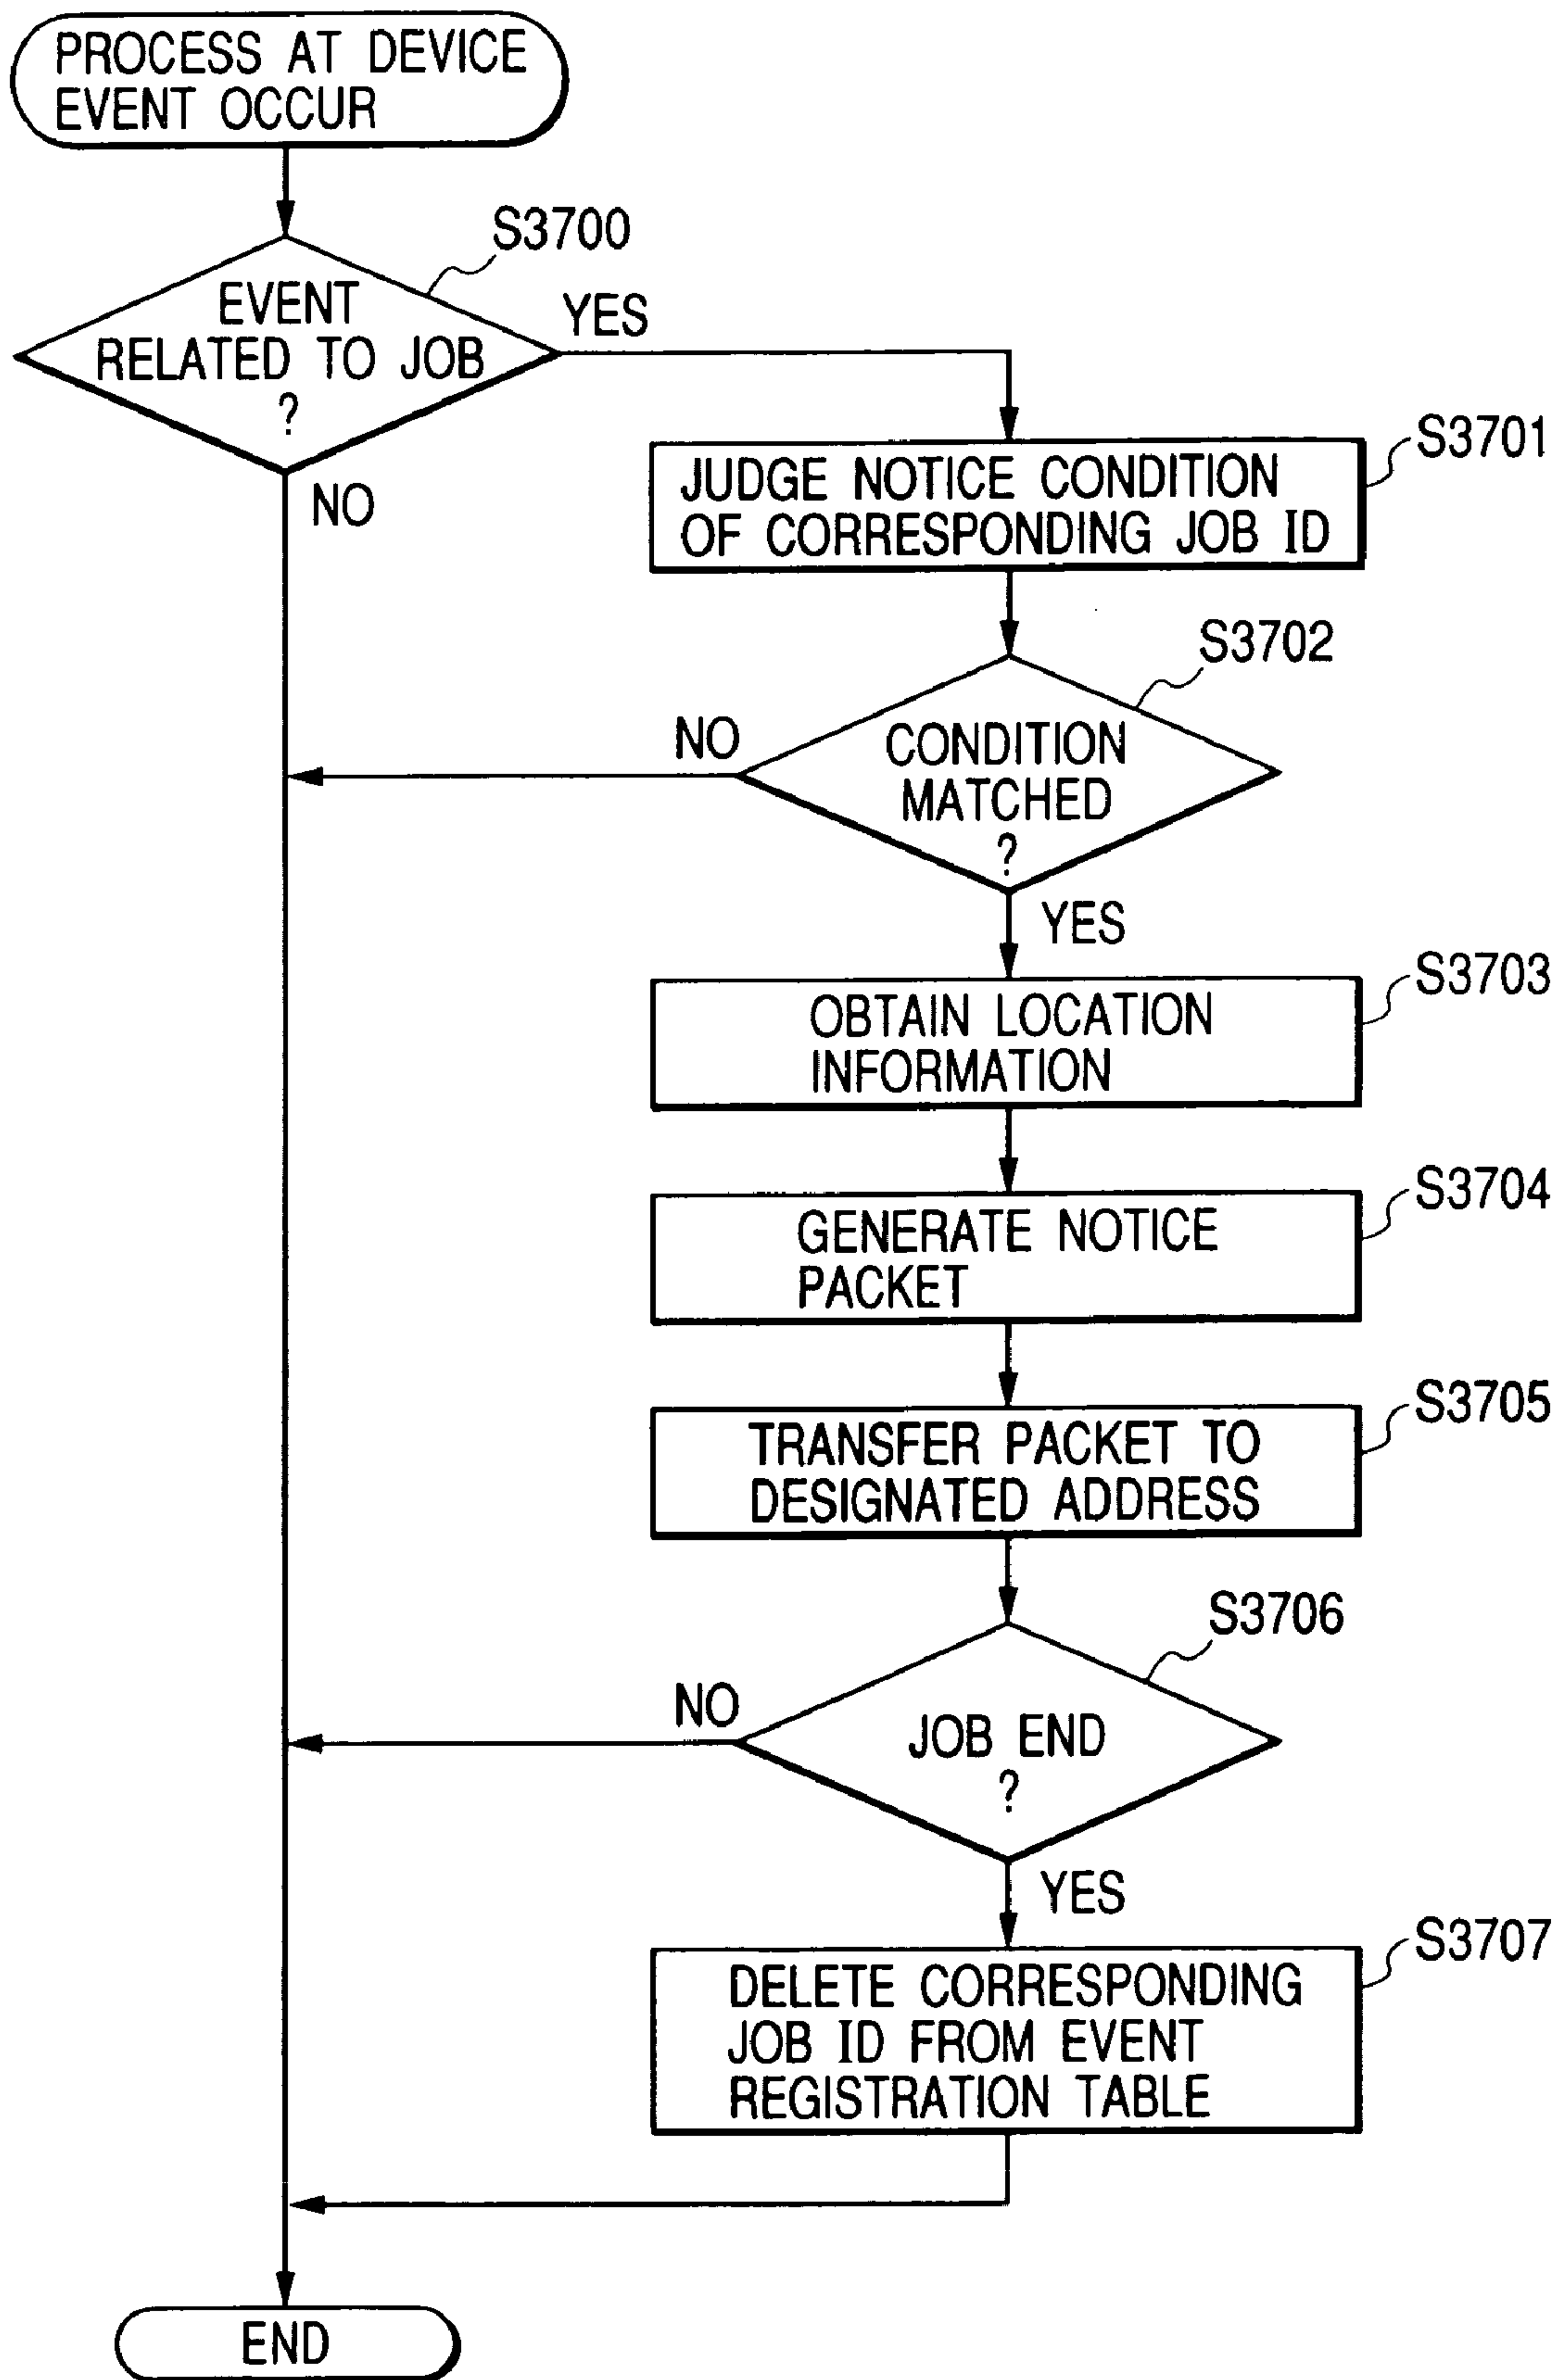 PROCESS AT DEVICE
EVENT OCCUR
S3700
EVENT
RELATED TO JOB
?
YES
NO
S3701
JUDGE NOTICE CONDITION
OF CORRESPONDING JOB ID
S3702
CONDITION
MATCHED
?
NO
YES
S3703
OBTAIN LOCATION
INFORMATION
S3704
GENERATE NOTICE
PACKET
S3705
TRANSFER PACKET TO
DESIGNATED ADDRESS
S3706
JOB END
?
NO
YES
S3707
DELETE CORRESPONDING
JOB ID FROM EVENT
REGISTRATION TABLE
END